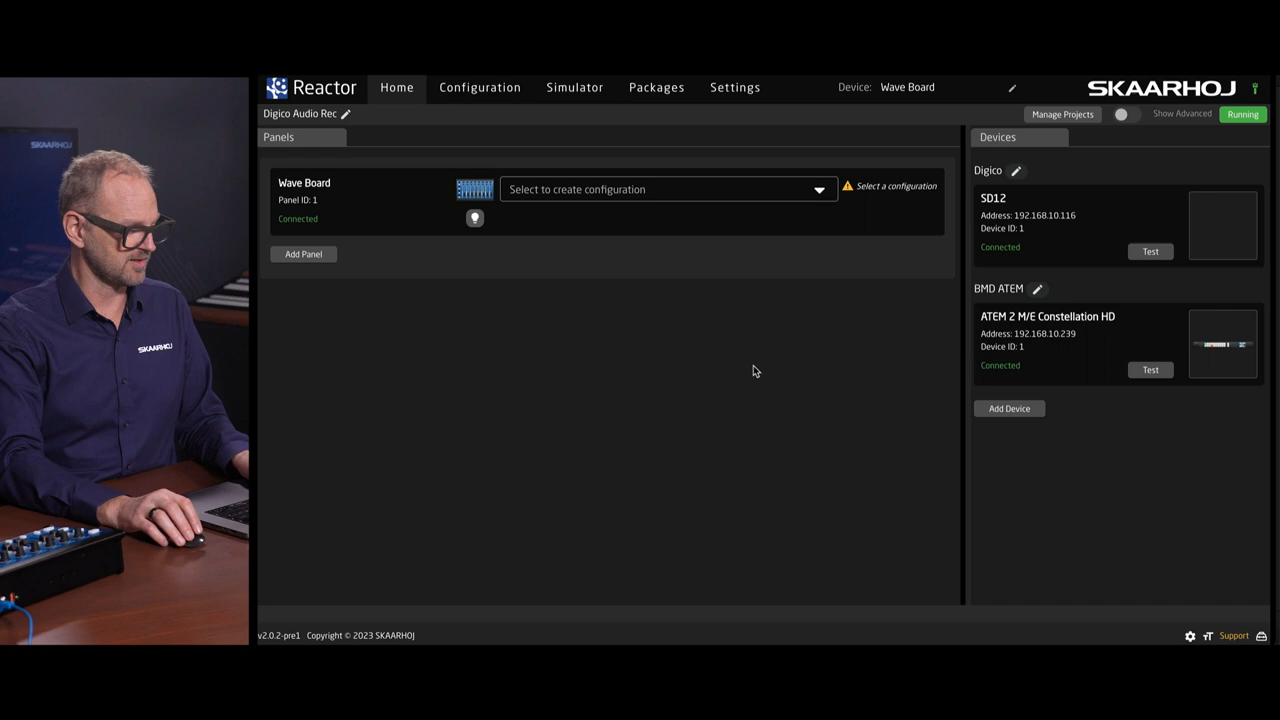 SKAARHOJ
SKAARHOJ
Reactor
Home
Configuration
Simulator
Packages
Settings
Device: Wave Board
SKAARHOJ
Digico Audio Rec
Manage Projects
Show Advanced
Running
Panels
Wave Board
Panel ID: 1
Connected
Select to create configuration
Select a configuration
Add Panel
Devices
Digico
SD12
Address: 192.168.10.116
Device ID: 1
Connected
Test
BMD ATEM
ATEM 2 M/E Constellation HD
Address: 192.168.10.239
Device ID: 1
Connected
Test
Add Device
v2.0.2-pre1 Copyright © 2023 SKAARHOJ
Support